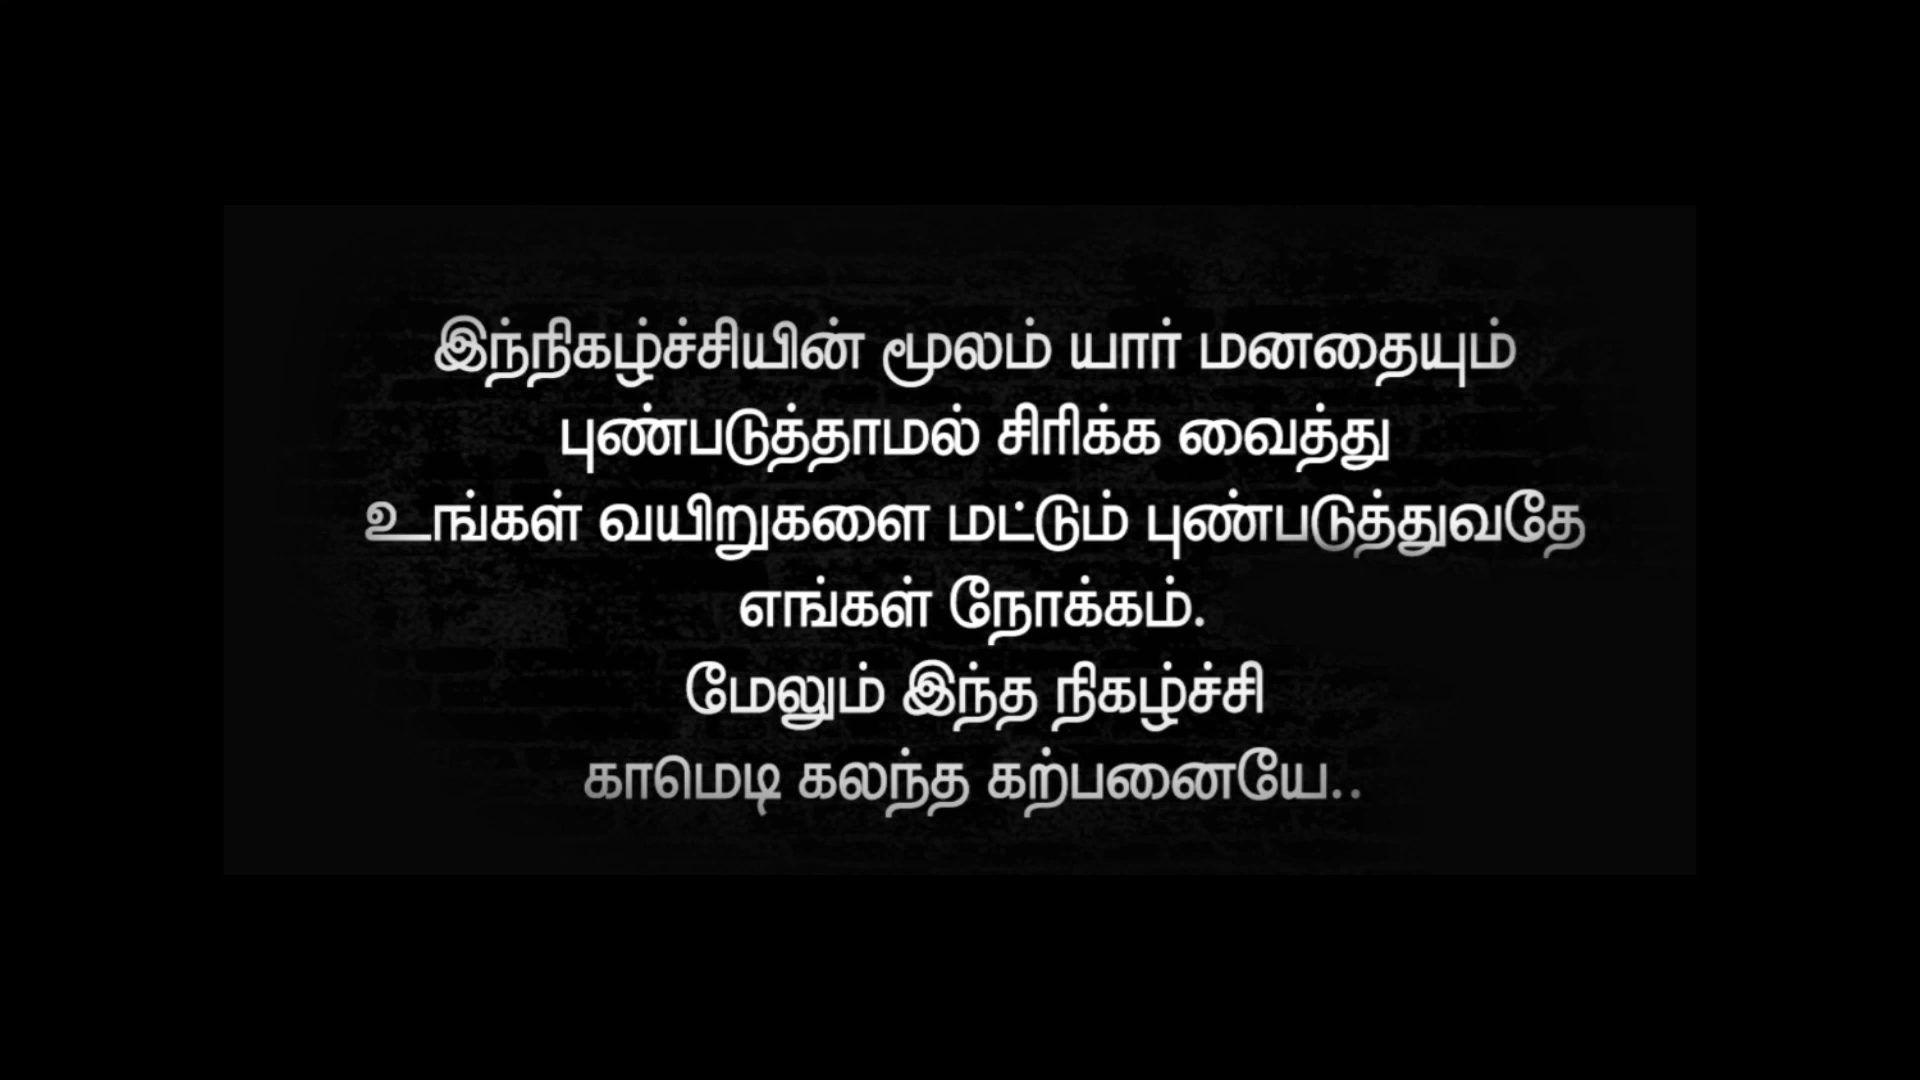 இந்நிகழ்ச்சியின் மூலம் யார் மனதையும்
புண்படுத்தாமல் சிரிக்க வைத்து
உங்கள் வயிறுகளை மட்டும் புண்படுத்துவதே
எங்கள் நோக்கம்.
மேலும் இந்த நிகழ்ச்சி
காமெடி கலந்த கற்பனையே..